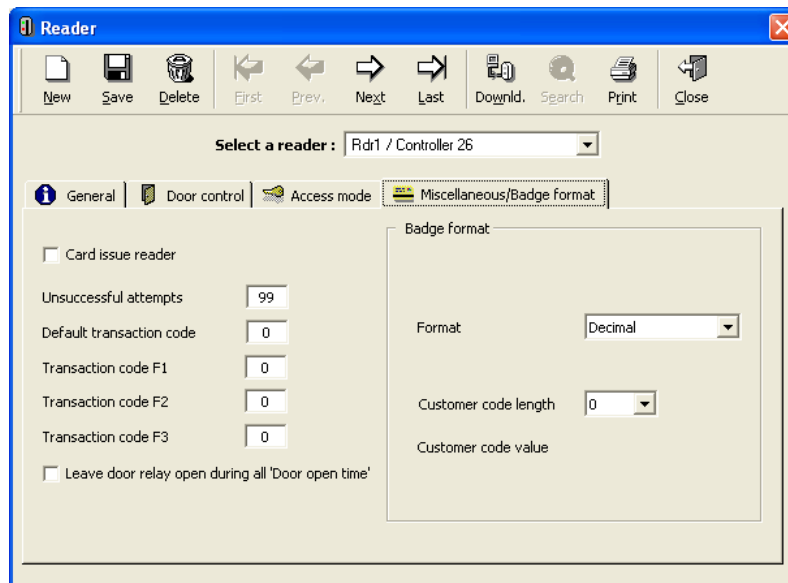 Reader
New Save Delete First Prev. Next Last Downld. Search Print Close
Select a reader : Rdr1 / Controller 26
General Door control Access mode Miscellaneous/Badge format
Card issue reader
Unsuccessful attempts 99
Default transaction code 0
Transaction code F1 0
Transaction code F2 0
Transaction code F3 0
Leave door relay open during all 'Door open time'
Badge format
Format Decimal
Customer code length 0
Customer code value